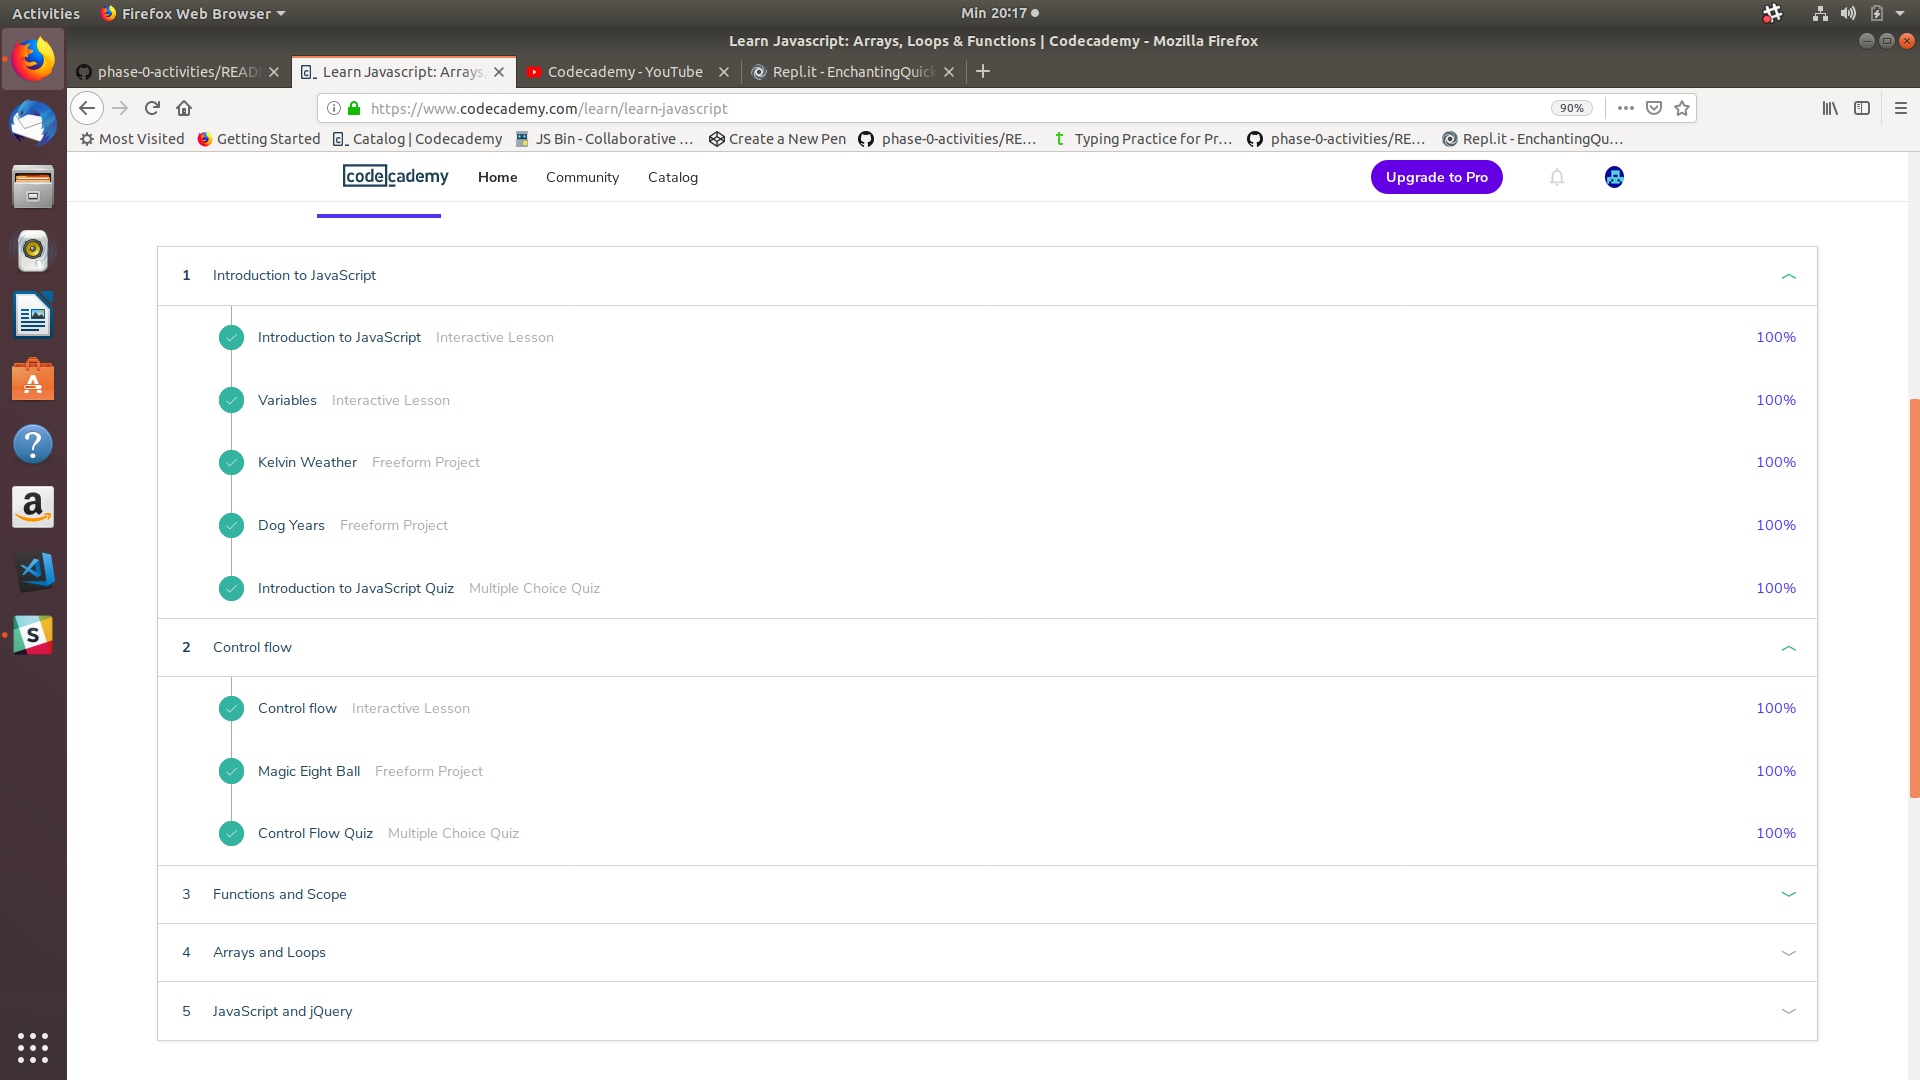 Activities Firefox Web Browser Min 20:17
Learn Javascript: Arrays, Loops & Functions | Codecademy - Mozilla Firefox
phase-0-activities/READ Learn Javascript: Arrays, Codecademy - YouTube Repl.it - EnchantingQuick
https://www.codecademy.com/learn/learn-javascript 90%
Most Visited Getting Started Catalog | Codecademy JS Bin - Collaborative … Create a New Pen phase-0-activities/RE… Typing Practice for Pr… phase-0-activities/RE… Repl.it - EnchantingQu…
codecademy Home Community Catalog Upgrade to Pro
1 Introduction to JavaScript
Introduction to JavaScript Interactive Lesson 100%
Variables Interactive Lesson 100%
Kelvin Weather Freeform Project 100%
Dog Years Freeform Project 100%
Introduction to JavaScript Quiz Multiple Choice Quiz 100%
2 Control flow
Control flow Interactive Lesson 100%
Magic Eight Ball Freeform Project 100%
Control Flow Quiz Multiple Choice Quiz 100%
3 Functions and Scope
4 Arrays and Loops
5 JavaScript and jQuery